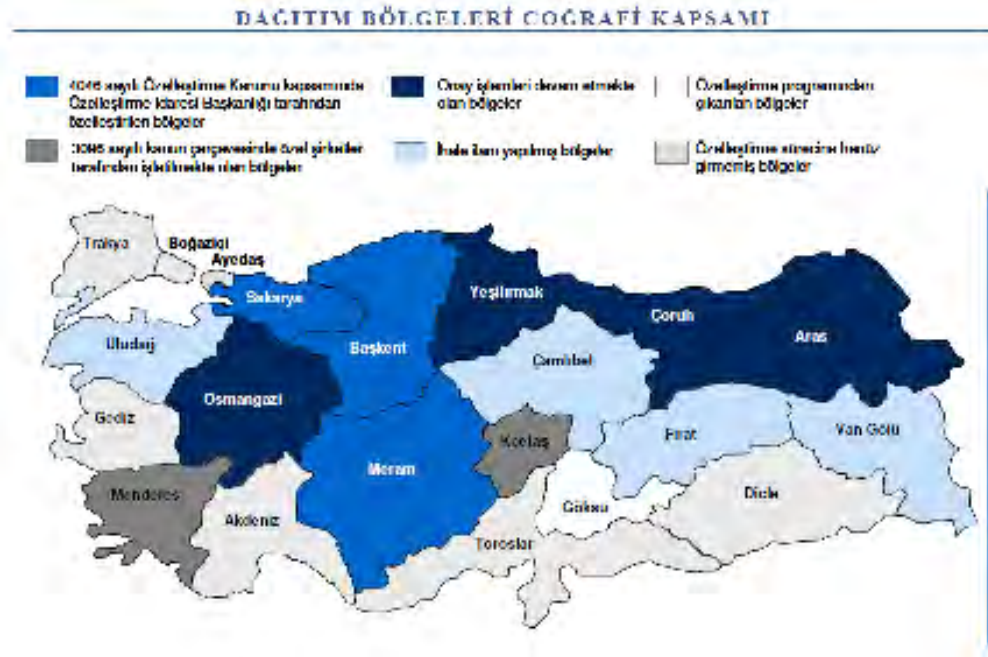 DAĞITIM BÖLGELERİ COĞRAFİ KAPSAMI
4046 sayılı Özelleştirme Kanunu kapsamında
Özelleştirme İdaresi Başkanlığı tarafından
özelleştirilen bölgeler
Onay işlemleri devam etmekte
olan bölgeler
Özelleştirme programından
çıkarılan bölgeler
3096 sayılı kanun çerçevesinde özel şirketler
tarafından işletilmekte olan bölgeler
İhale ilanı yapılmış bölgeler
Özelleştirme sürecine henüz
girmemiş bölgeler
Trakya
Boğaziçi
Ayedaş
Sakarya
Yeşilırmak
Çoruh
Aras
Uludağ
Başkent
Çamlıbel
Osmangazi
Gediz
Kcetaş
Fırat
Van Gölü
Meram
Menderes
Dicle
Göksu
Akdeniz
Toroslar